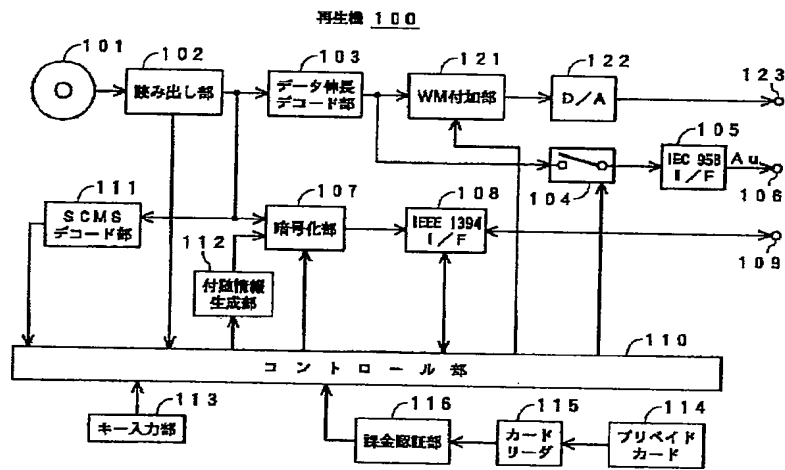 再生機 100
101
102
103
121
122
123
読み出し部
データ伸長
デコード部
WM付加部
D/A
105
IEC 958
I/F
Au
104
106
111
SCMS
デコード部
107
暗号化部
108
IEEE 1394
I/F
109
112
付随情報
生成部
110
コントロール部
113
キー入力部
116
課金認証部
115
カード
リーダ
114
プリペイド
カード